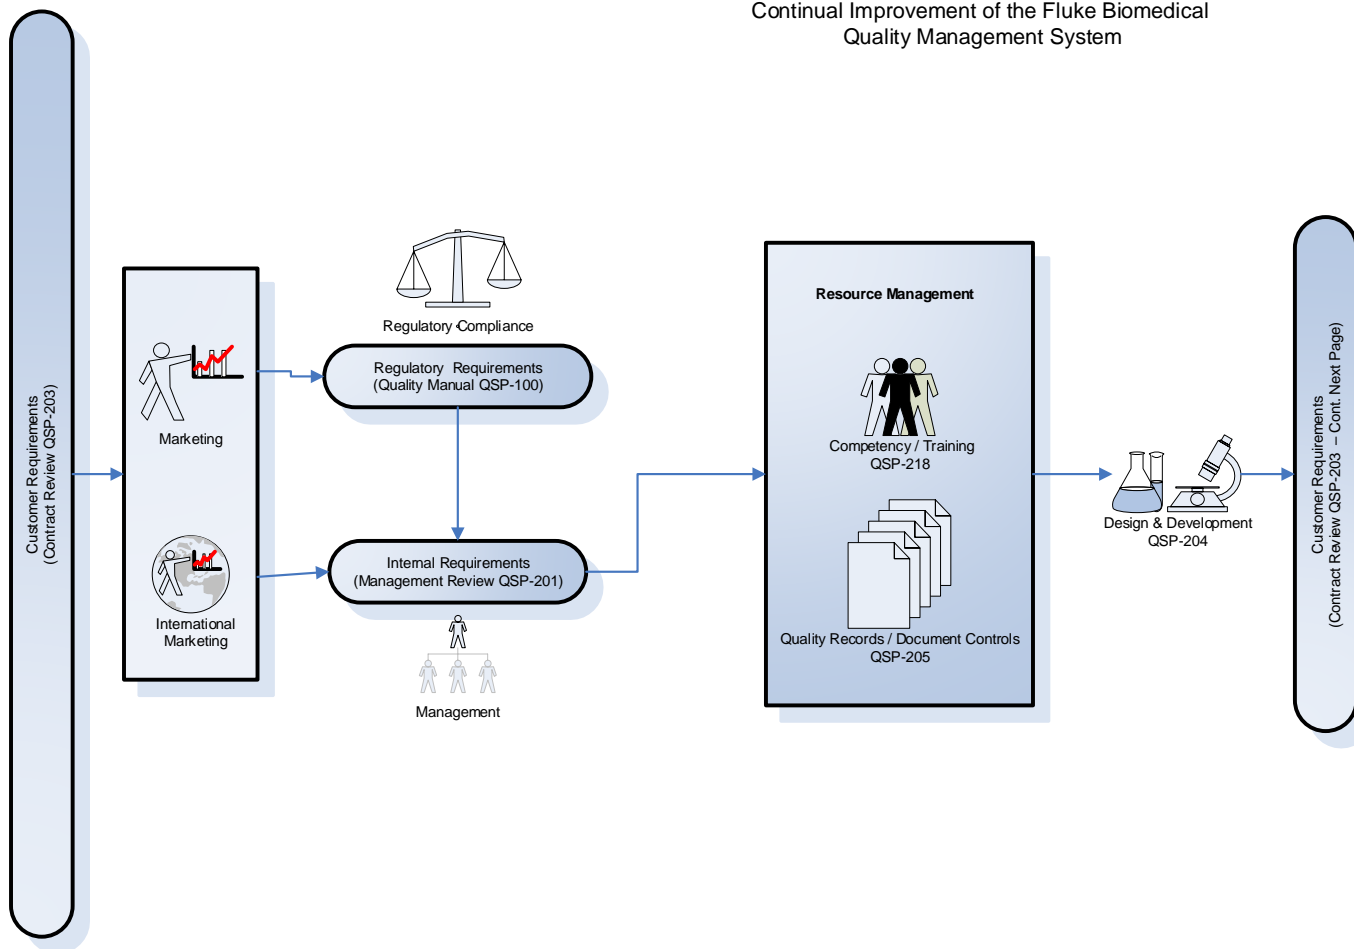 Continual Improvement of the Fluke Biomedical
Quality Management System
Customer Requirements
(Contract Review QSP-203)
Marketing
International
Marketing
Regulatory Compliance
Regulatory Requirements
(Quality Manual QSP-100)
Internal Requirements
(Management Review QSP-201)
Management
Resource Management
Competency / Training
QSP-218
Quality Records / Document Controls
QSP-205
Design & Development
QSP-204
Customer Requirements
(Contract Review QSP-203 – Cont. Next Page)